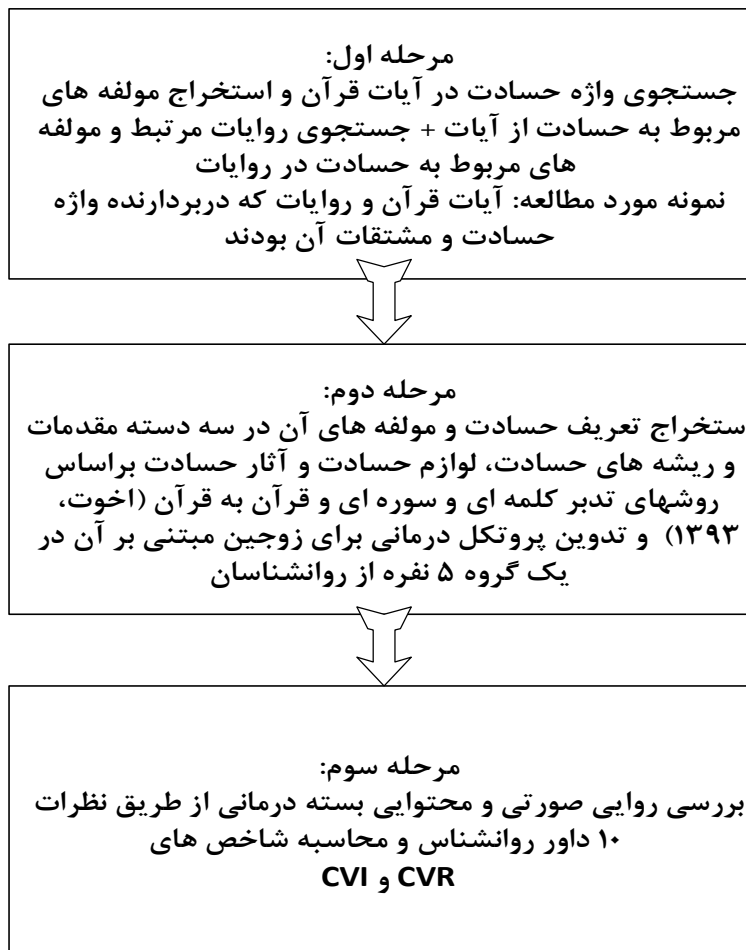 مرحله اول:
جستجوی واژه حسادت در آیات قرآن و استخراج مولفه های
مربوط به حسادت از آیات + جستجوی روایات مرتبط و مولفه
های مربوط به حسادت در روایات
نمونه مورد مطالعه: آیات قرآن و روایات که دربردارنده واژه
حسادت و مشتقات آن بودند
مرحله دوم:
ستخراج تعریف حسادت و مولفه های آن در سه دسته مقدمات
و ریشه های حسادت، لوازم حسادت و آثار حسادت براساس
روشهای تدبر کلمه ای و سوره ای و قرآن به قرآن (اخوت،
۱۳۹۳) و تدوین پروتکل درمانی برای زوجین مبتنی بر آن در
یک گروه ۵ نفره از روانشناسان
مرحله سوم:
بررسی روایی صورتی و محتوایی بسته درمانی از طریق نظرات
۱۰ داور روانشناس و محاسبه شاخص های
CVR و CVI